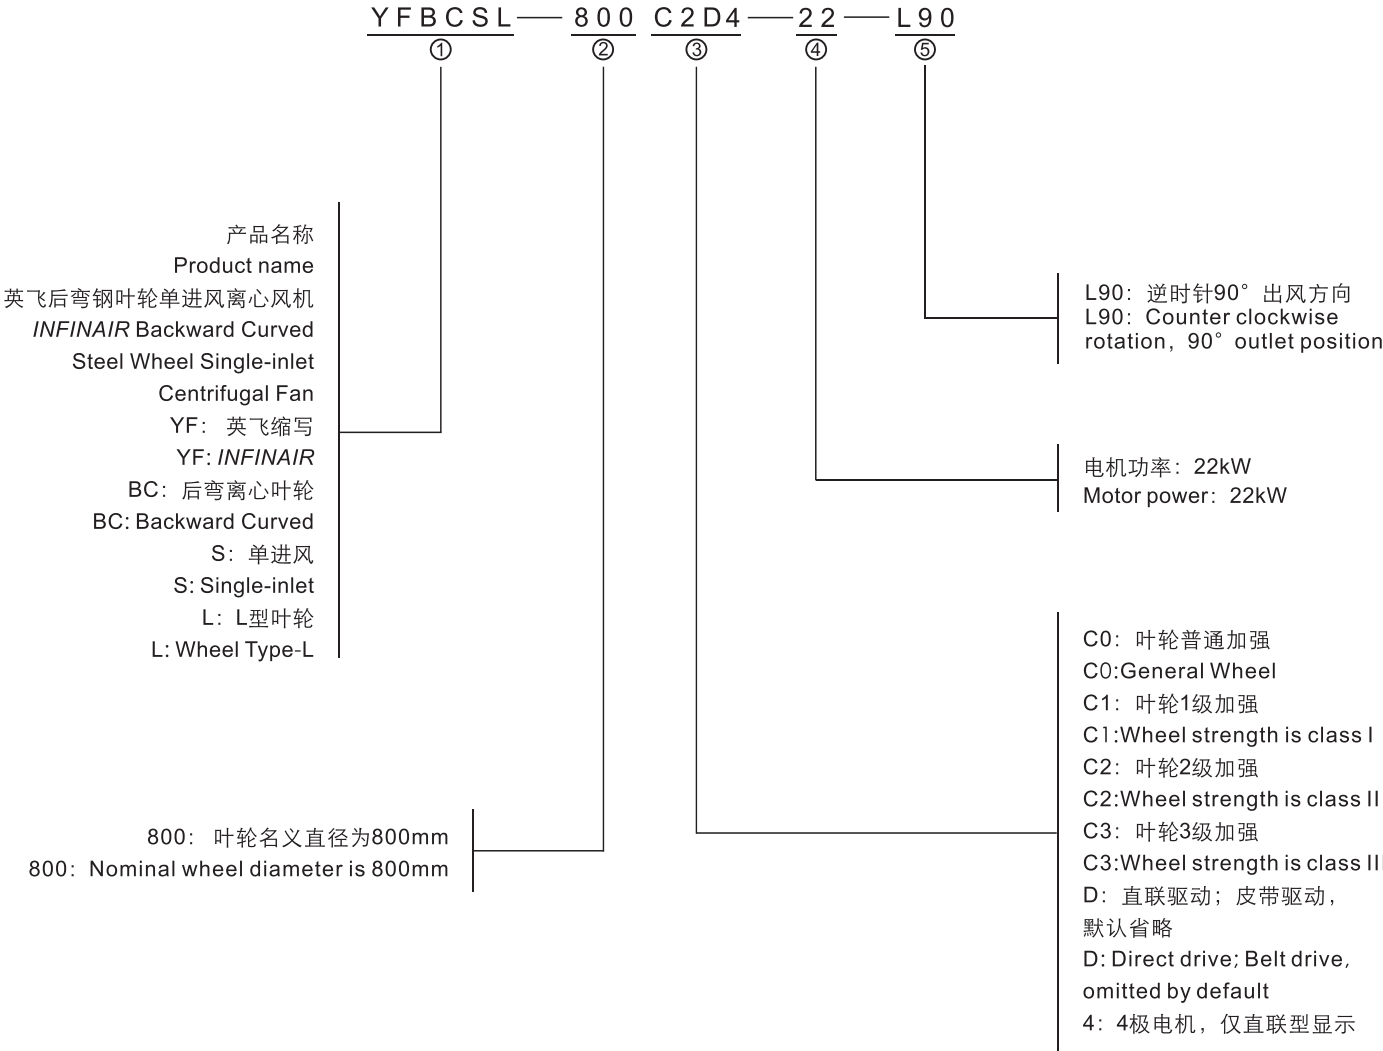 YFBCSL—800 C2D4—22—L90
① ② ③ ④ ⑤
产品名称
Product name
英飞后弯钢叶轮单进风离心风机
INFINAIR Backward Curved
Steel Wheel Single-inlet
Centrifugal Fan
YF： 英飞缩写
YF: INFINAIR
BC： 后弯离心叶轮
BC: Backward Curved
S： 单进风
S: Single-inlet
L： L型叶轮
L: Wheel Type-L
800： 叶轮名义直径为800mm
800: Nominal wheel diameter is 800mm
L90：逆时针90° 出风方向
L90: Counter clockwise
rotation, 90° outlet position
电机功率：22kW
Motor power: 22kW
C0：叶轮普通加强
C0:General Wheel
C1：叶轮1级加强
C1:Wheel strength is class I
C2：叶轮2级加强
C2:Wheel strength is class II
C3：叶轮3级加强
C3:Wheel strength is class III
D：直联驱动；皮带驱动，
默认省略
D: Direct drive; Belt drive,
omitted by default
4：4极电机，仅直联型显示